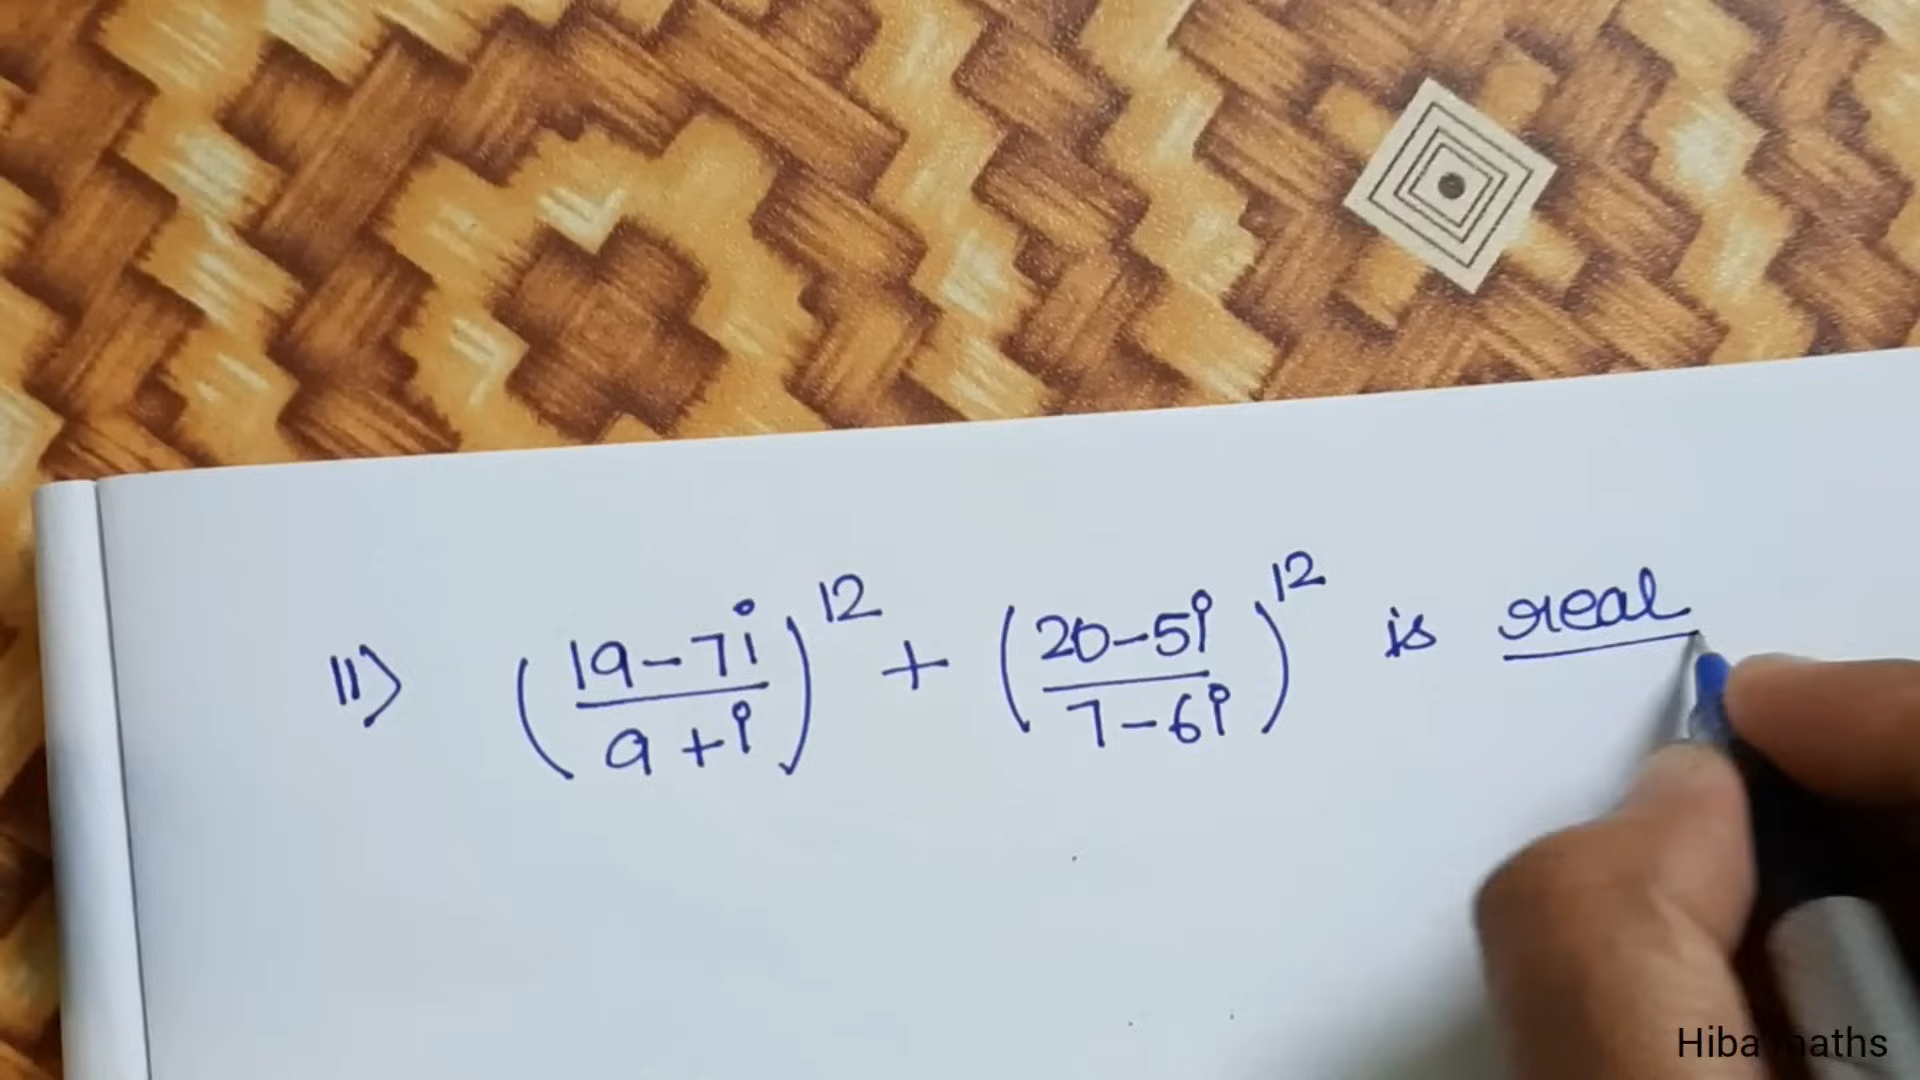 11) ((19-7i)/(9+i))^12 + ((20-5i)/(7-6i))^12 is real
Hiba maths